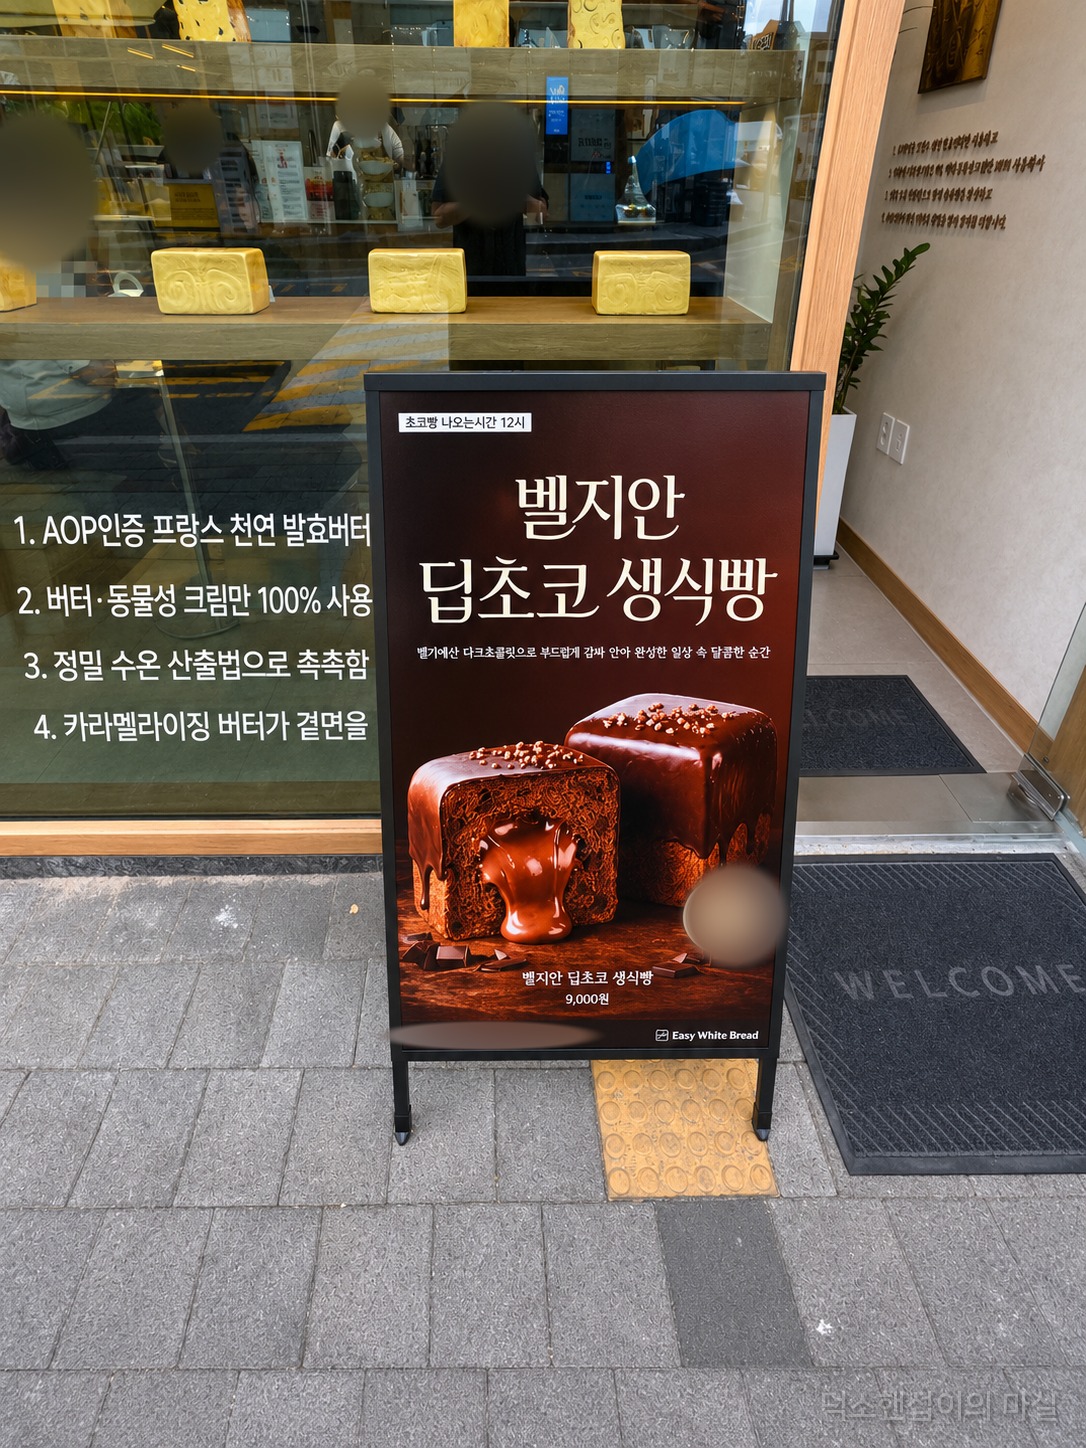 초코빵 나오는시간 12시
벨지안
딥초코 생식빵
벨기에산 다크초콜릿으로 부드럽게 감싸 안아 완성한 일상 속 달콤한 순간
벨지안 딥초코 생식빵
9,000원
Easy White Bread
1. AOP인증 프랑스 천연 발효버터
2. 버터·동물성 크림만 100% 사용
3. 정밀 수온 산출법으로 촉촉함
4. 카라멜라이징 버터가 겉면을
WELCOME
WELCOME